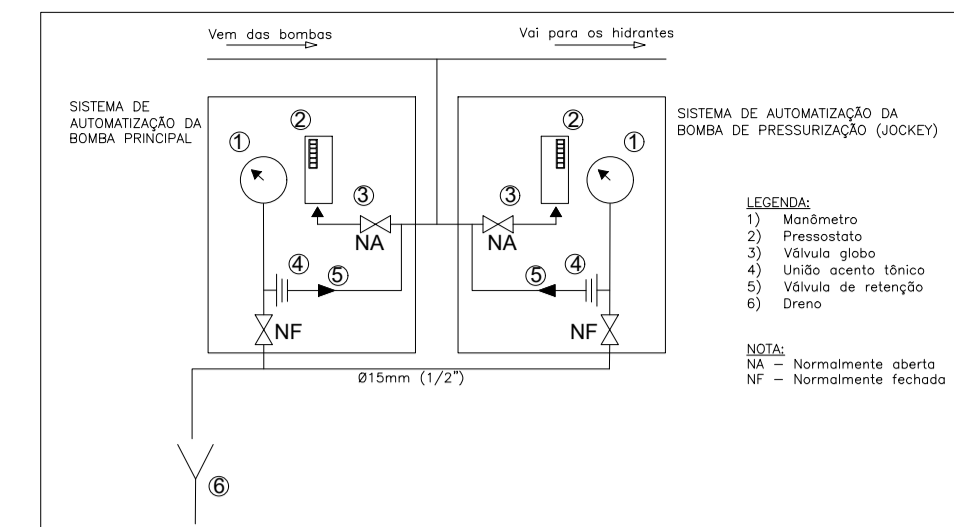 Vem das bombas
Vai para os hidrantes
SISTEMA DE
AUTOMATIZAÇÃO DA
BOMBA PRINCIPAL
SISTEMA DE AUTOMATIZAÇÃO DA
BOMBA DE PRESSURIZAÇÃO (JOCKEY)
1
2
3
NA
4
5
NF
2
1
3
NA
5
4
NF
Ø15mm (1/2")
6
LEGENDA:
1) Manômetro
2) Pressostato
3) Válvula globo
4) União acento tônico
5) Válvula de retenção
6) Dreno
NOTA:
NA – Normalmente aberta
NF – Normalmente fechada